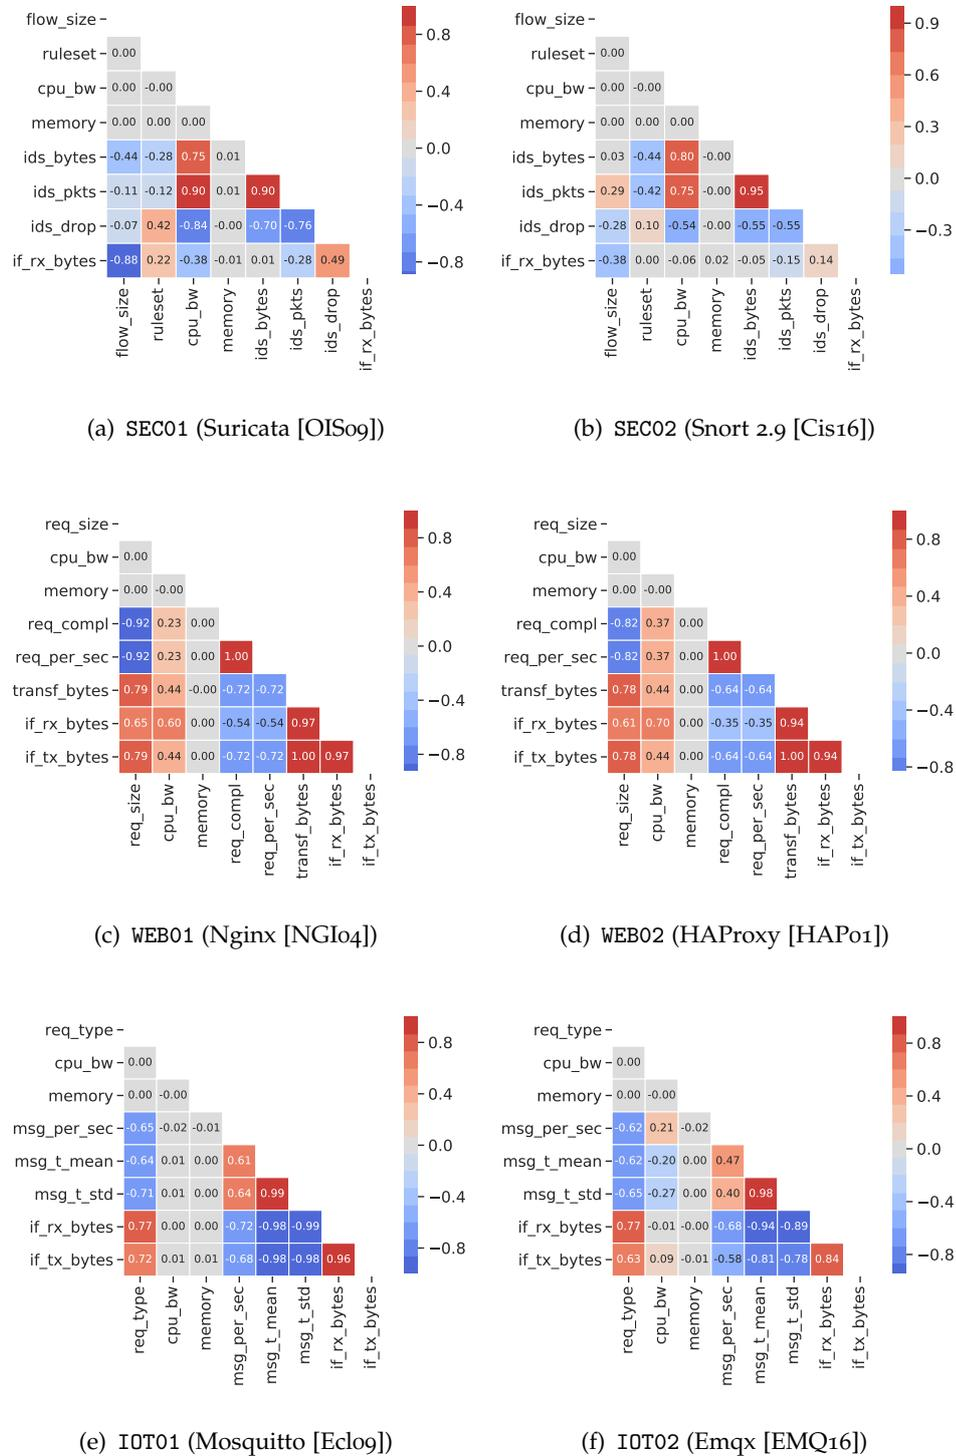 flow_size
ruleset 0.00
cpu_bw 0.00 -0.00
memory 0.00 0.00 0.00
ids_bytes -0.44 -0.28 0.75 0.01
ids_pkts -0.11 -0.12 0.90 0.01 0.90
ids_drop -0.07 0.42 -0.84 -0.00 -0.70 -0.76
if_rx_bytes -0.88 0.22 -0.38 -0.01 0.01 -0.28 0.49
flow_size ruleset cpu_bw memory ids_bytes ids_pkts ids_drop if_rx_bytes
0.8
0.4
0.0
−0.4
−0.8
(a) SEC01 (Suricata [OIS09])
flow_size
ruleset 0.00
cpu_bw 0.00 -0.00
memory 0.00 0.00 0.00
ids_bytes 0.03 -0.44 0.80 -0.00
ids_pkts 0.29 -0.42 0.75 -0.00 0.95
ids_drop -0.28 0.10 -0.54 -0.00 -0.55 -0.55
if_rx_bytes -0.38 0.00 -0.06 0.02 -0.05 -0.15 0.14
flow_size ruleset cpu_bw memory ids_bytes ids_pkts ids_drop if_rx_bytes
0.9
0.6
0.3
0.0
−0.3
(b) SEC02 (Snort 2.9 [Cis16])
req_size
cpu_bw 0.00
memory 0.00 -0.00
req_compl -0.92 0.23 0.00
req_per_sec -0.92 0.23 0.00 1.00
transf_bytes 0.79 0.44 -0.00 -0.72 -0.72
if_rx_bytes 0.65 0.60 0.00 -0.54 -0.54 0.97
if_tx_bytes 0.79 0.44 0.00 -0.72 -0.72 1.00 0.97
req_size cpu_bw memory req_compl req_per_sec transf_bytes if_rx_bytes if_tx_bytes
0.8
0.4
0.0
−0.4
−0.8
(c) WEB01 (Nginx [NGI04])
req_size
cpu_bw 0.00
memory 0.00 -0.00
req_compl -0.82 0.37 0.00
req_per_sec -0.82 0.37 0.00 1.00
transf_bytes 0.78 0.44 0.00 -0.64 -0.64
if_rx_bytes 0.61 0.70 0.00 -0.35 -0.35 0.94
if_tx_bytes 0.78 0.44 0.00 -0.64 -0.64 1.00 0.94
req_size cpu_bw memory req_compl req_per_sec transf_bytes if_rx_bytes if_tx_bytes
0.8
0.4
0.0
−0.4
−0.8
(d) WEB02 (HAProxy [HAP01])
req_type
cpu_bw 0.00
memory 0.00 -0.00
msg_per_sec -0.65 -0.02 -0.01
msg_t_mean -0.64 0.01 0.00 0.61
msg_t_std -0.71 0.01 0.00 0.64 0.99
if_rx_bytes 0.77 0.00 0.00 -0.72 -0.98 -0.99
if_tx_bytes 0.72 0.01 0.01 -0.68 -0.98 -0.98 0.96
req_type cpu_bw memory msg_per_sec msg_t_mean msg_t_std if_rx_bytes if_tx_bytes
0.8
0.4
0.0
−0.4
−0.8
(e) IOT01 (Mosquitto [Ecl09])
req_type
cpu_bw 0.00
memory 0.00 -0.00
msg_per_sec -0.62 0.21 -0.02
msg_t_mean -0.62 -0.20 0.00 0.47
msg_t_std -0.65 -0.27 0.00 0.40 0.98
if_rx_bytes 0.77 -0.01 -0.00 -0.68 -0.94 -0.89
if_tx_bytes 0.63 0.09 -0.01 -0.58 -0.81 -0.78 0.84
req_type cpu_bw memory msg_per_sec msg_t_mean msg_t_std if_rx_bytes if_tx_bytes
0.8
0.4
0.0
−0.4
−0.8
(f) IOT02 (Emqx [EMQ16])